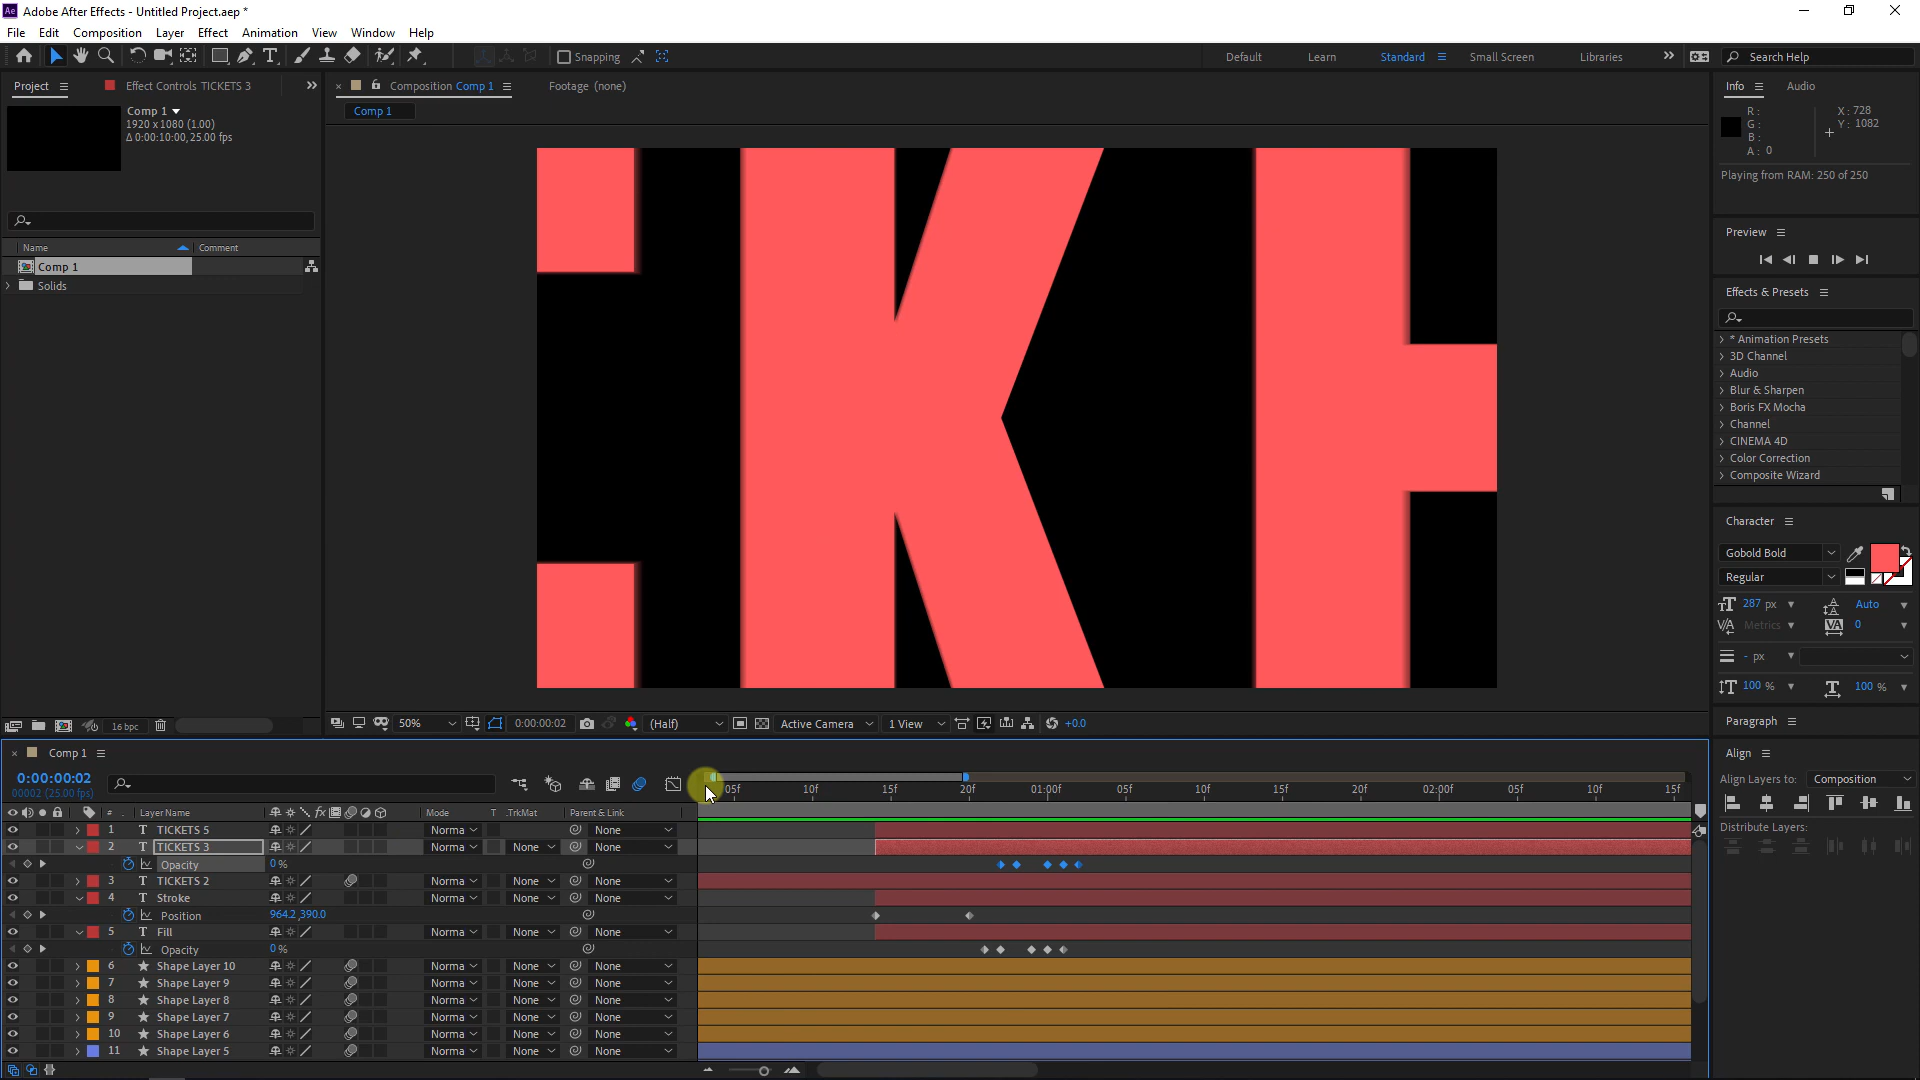 Adobe After Effects - Untitled Project.aep *
File Edit Composition Layer Effect Animation View Window Help
Snapping Default Learn Standard Small Screen Libraries Search Help
Project Effect Controls TICKETS 3
Comp 1
1920 x 1080 (1.00)
Δ 0:00:10:00, 25.00 fps
Name Comment
Comp 1
Solids
16 bpc
Composition Comp 1 Footage (none)
Comp 1
K
50% 0:00:00:02 (Half) Active Camera 1 View +0.0
Info Audio
R:
G:
B:
A: 0
X: 728
Y: 1082
Playing from RAM: 250 of 250
Preview
Effects & Presets
* Animation Presets
3D Channel
Audio
Blur & Sharpen
Boris FX Mocha
Channel
CINEMA 4D
Color Correction
Composite Wizard
Character
Gobold Bold
Regular
287 px Auto
Metrics 0
- px
100 % 100 %
Paragraph
Align
Align Layers to: Composition
Distribute Layers:
Comp 1
0:00:00:02
00002 (25.00 fps)
05f 10f 15f 20f 01:00f 05f 10f 15f 20f 02:00f 05f 10f 15f
# Layer Name Mode T .TrkMat Parent & Link
1 T TICKETS 5 Norma None
2 T TICKETS 3 Norma None None
Opacity 0 %
3 T TICKETS 2 Norma None None
4 T Stroke Norma None None
Position 964.2,390.0
5 T Fill Norma None None
Opacity 0 %
6 Shape Layer 10 Norma None None
7 Shape Layer 9 Norma None None
8 Shape Layer 8 Norma None None
9 Shape Layer 7 Norma None None
10 Shape Layer 6 Norma None None
11 Shape Layer 5 Norma None None